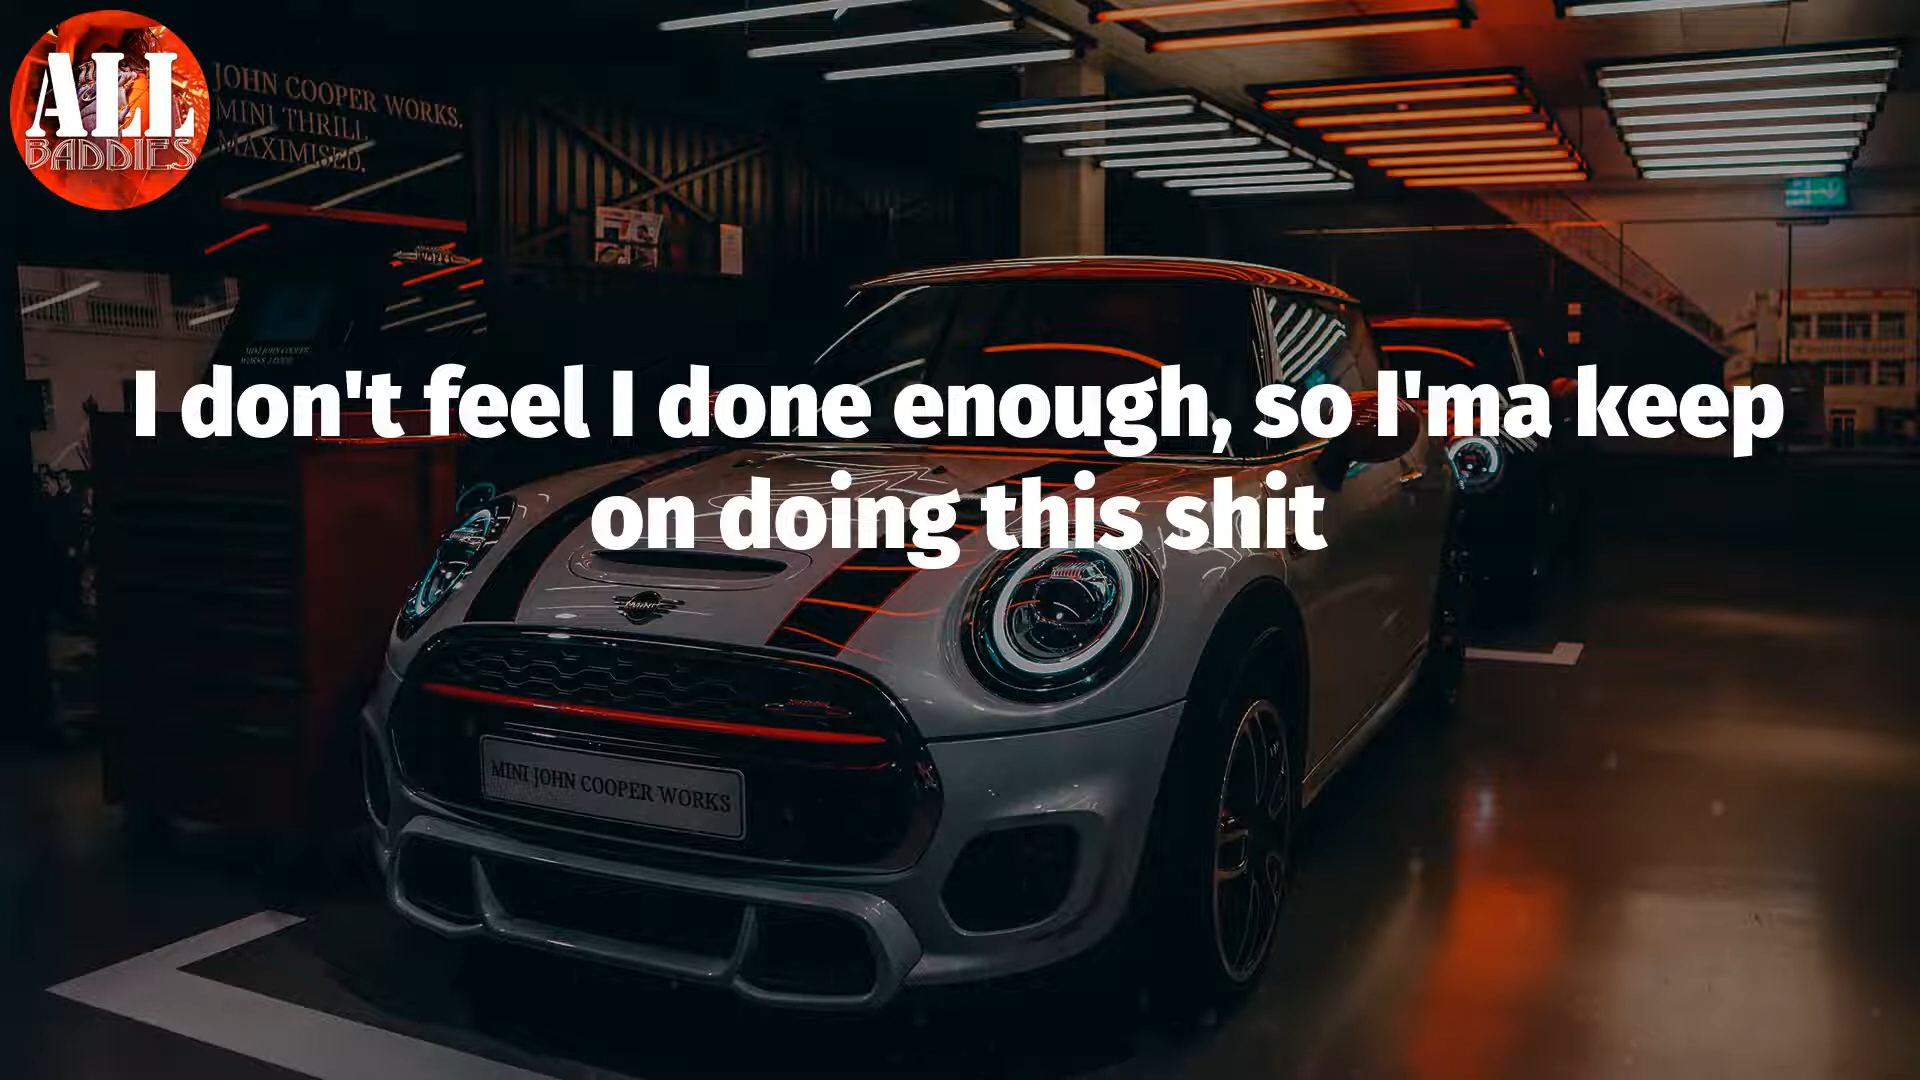 ALL
BADDIES
JOHN COOPER WORKS.
MINI THRILL
MAXIMISED.
I don't feel I done enough, so I'ma keep
on doing this shit
MINI
MINI JOHN COOPER WORKS